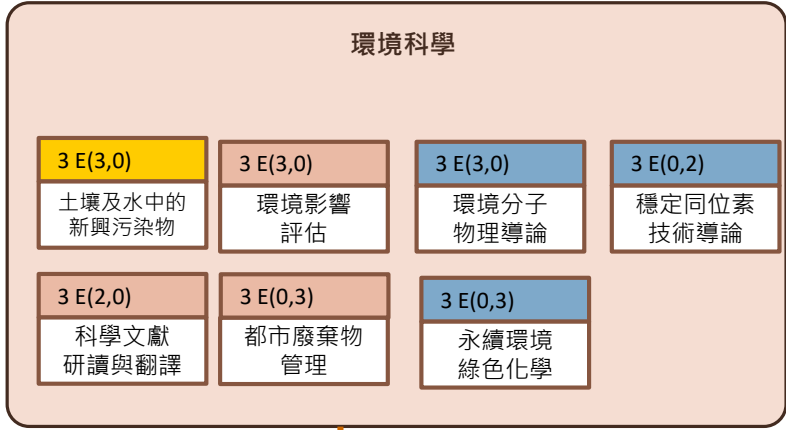 環境科學
3 E(3,0)
土壤及水中的
新興污染物
3 E(3,0)
環境影響
評估
3 E(3,0)
環境分子
物理導論
3 E(0,2)
穩定同位素
技術導論
3 E(2,0)
科學文獻
研讀與翻譯
3 E(0,3)
都市廢棄物
管理
3 E(0,3)
永續環境
綠色化學